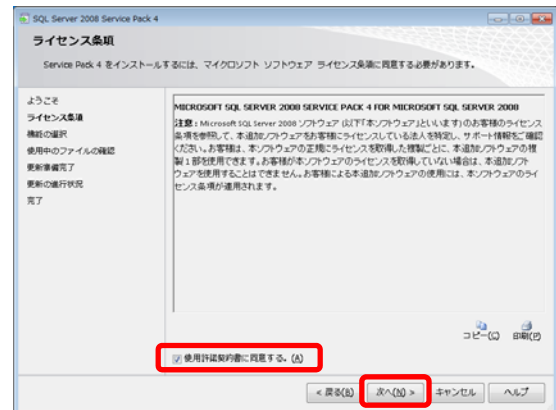 SQL Server 2008 Service Pack 4
ライセンス条項
Service Pack 4 をインストールするには、マイクロソフト ソフトウェア ライセンス条項に同意する必要があります。
ようこそ
ライセンス条項
機能の選択
使用中のファイルの確認
更新準備完了
更新の進行状況
完了
MICROSOFT SQL SERVER 2008 SERVICE PACK 4 FOR MICROSOFT SQL SERVER 2008
注意 : Microsoft SQL Server 2008 ソフトウェア (以下「本ソフトウェア」といいます) のお客様のライセンス
条項を参照して、本追加ソフトウェアをお客様にライセンスしている法人を特定し、サポート情報をご確認
ください。お客様は、本ソフトウェアの正規にライセンスを取得した複製ごとに、本追加ソフトウェアの複
製 1 部を使用できます。お客様が本ソフトウェアのライセンスを取得していない場合は、本追加ソフト
ウェアを使用することはできません。お客様による本追加ソフトウェアの使用には、本ソフトウェアのライ
センス条項が適用されます。
コピー(C) 印刷(P)
使用許諾契約書に同意する。(A)
< 戻る(B) 次へ(N) > キャンセル ヘルプ